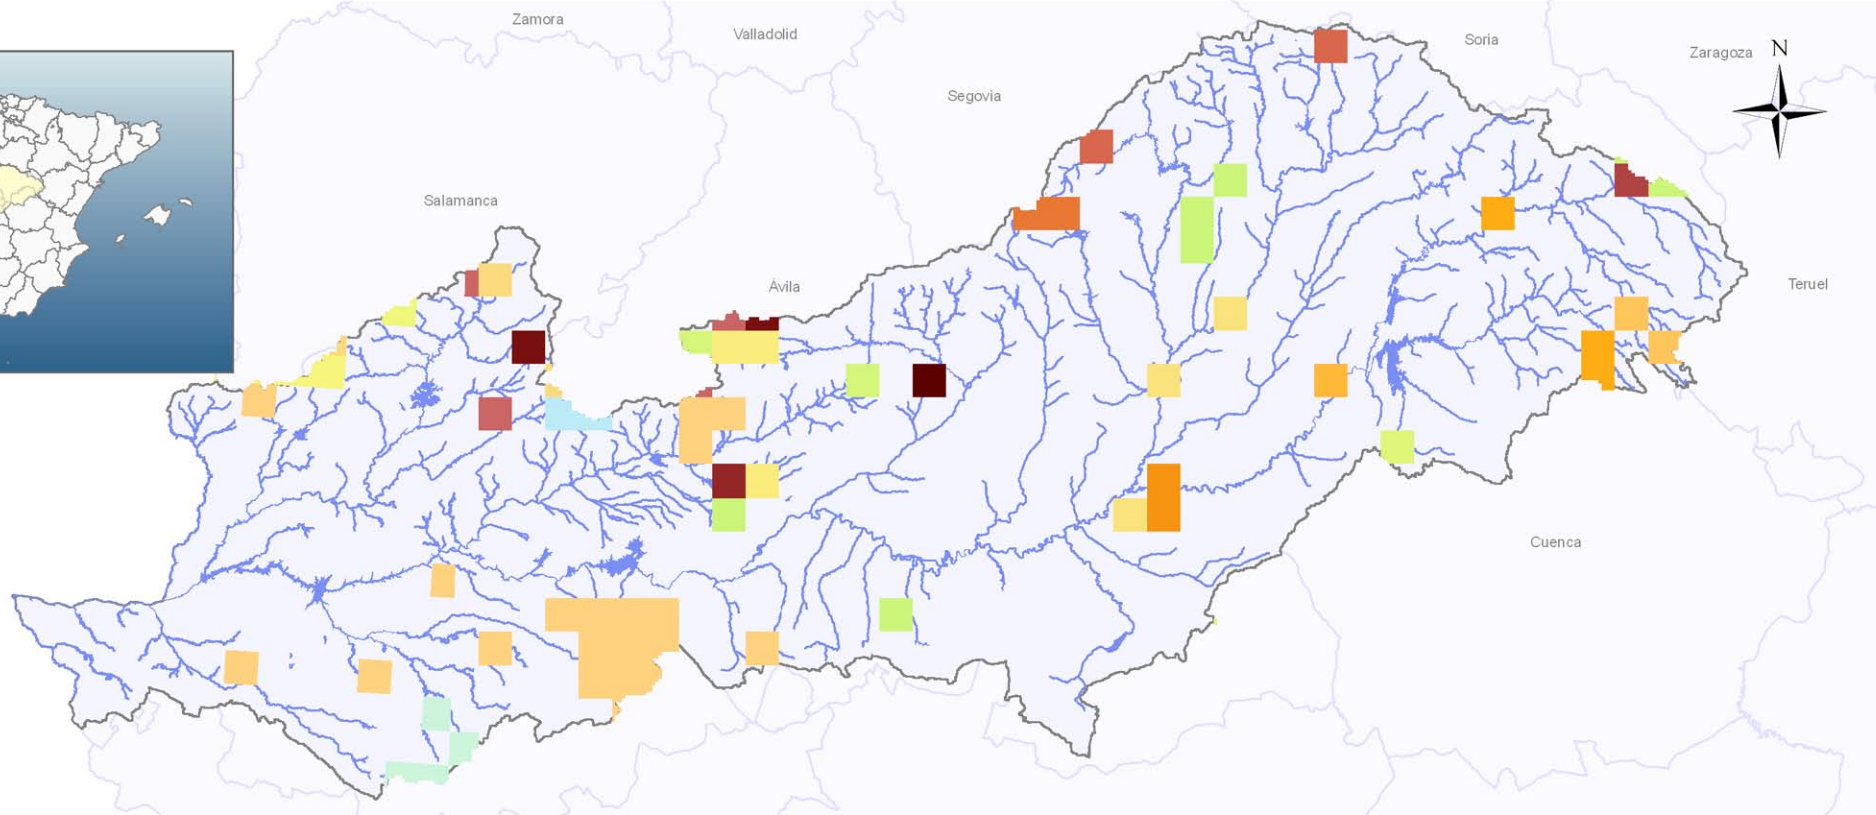 Zamora
Valladolid
Soria
Zaragoza
N
Segovia
Salamanca
Ávila
Teruel
Cuenca